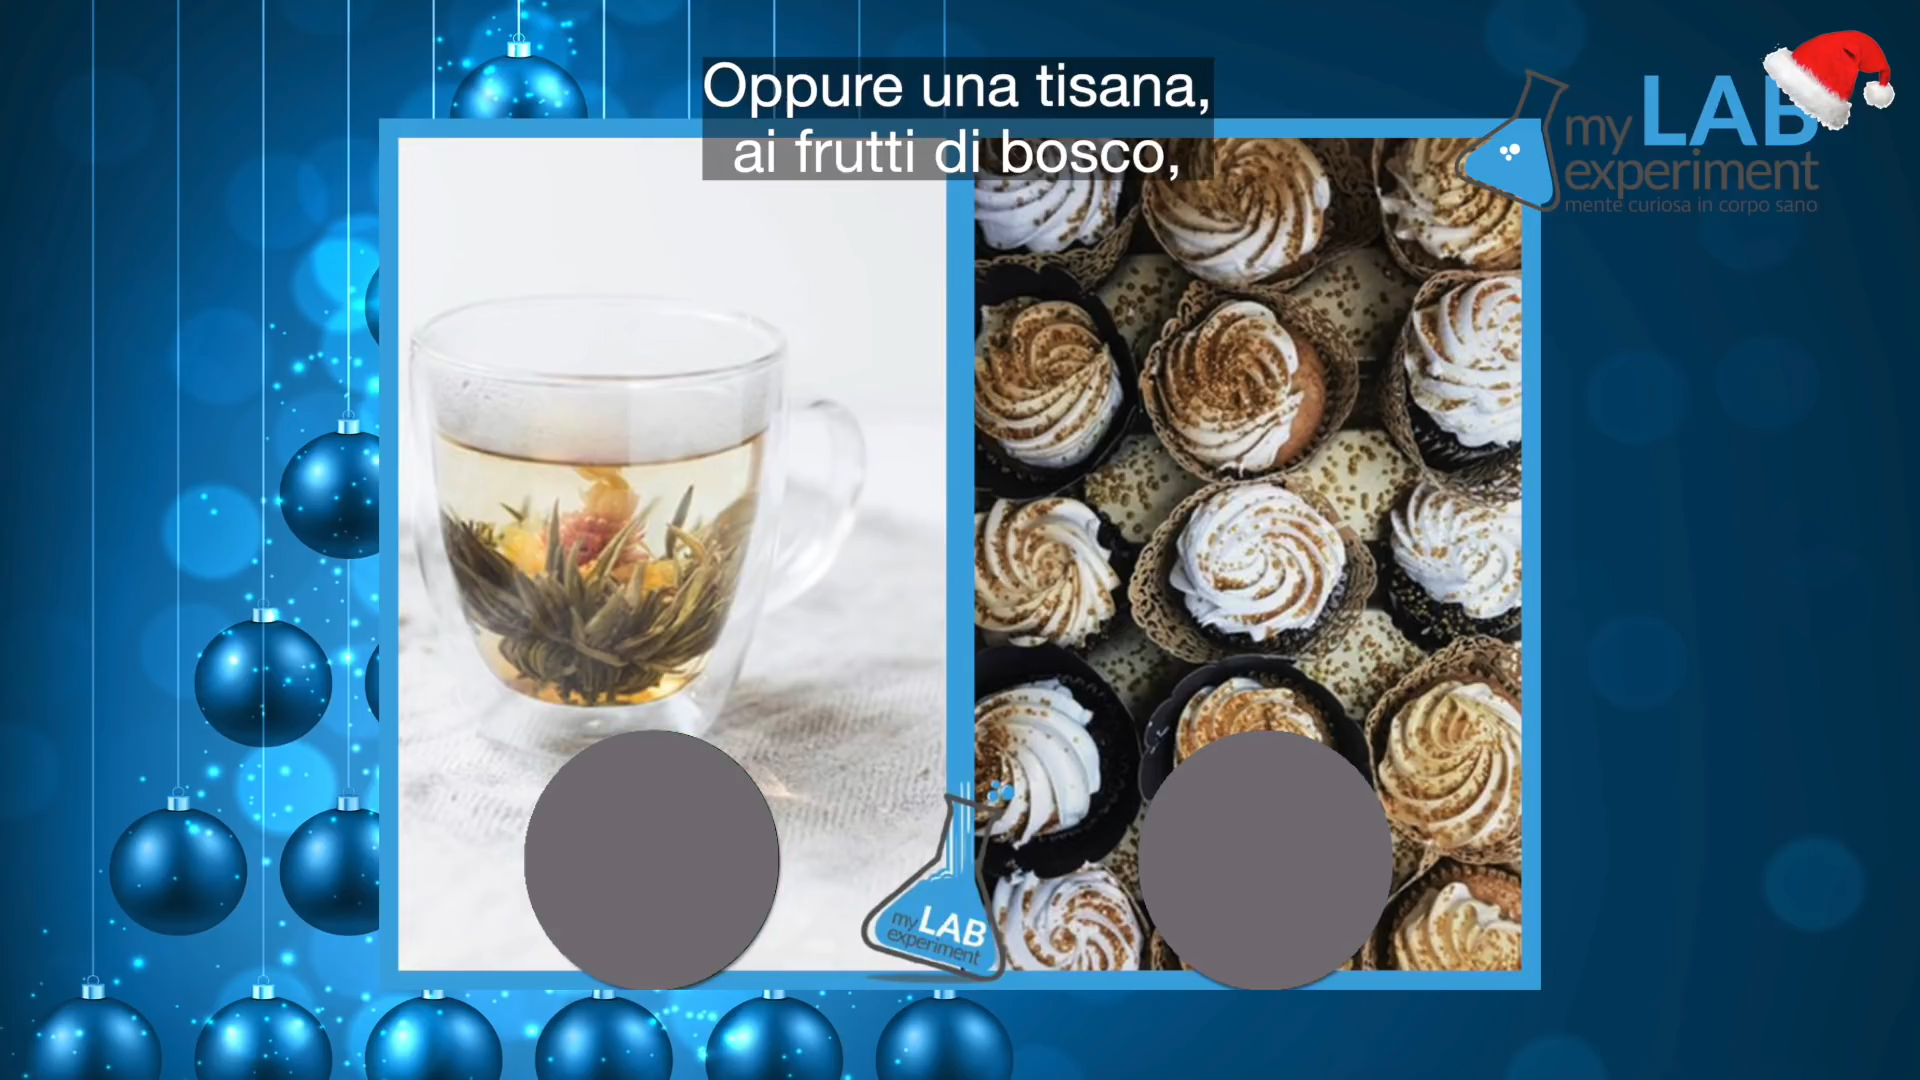 Oppure una tisana,
ai frutti di bosco,
my LAB
experiment
mente curiosa in corpo sano
my LAB
experiment